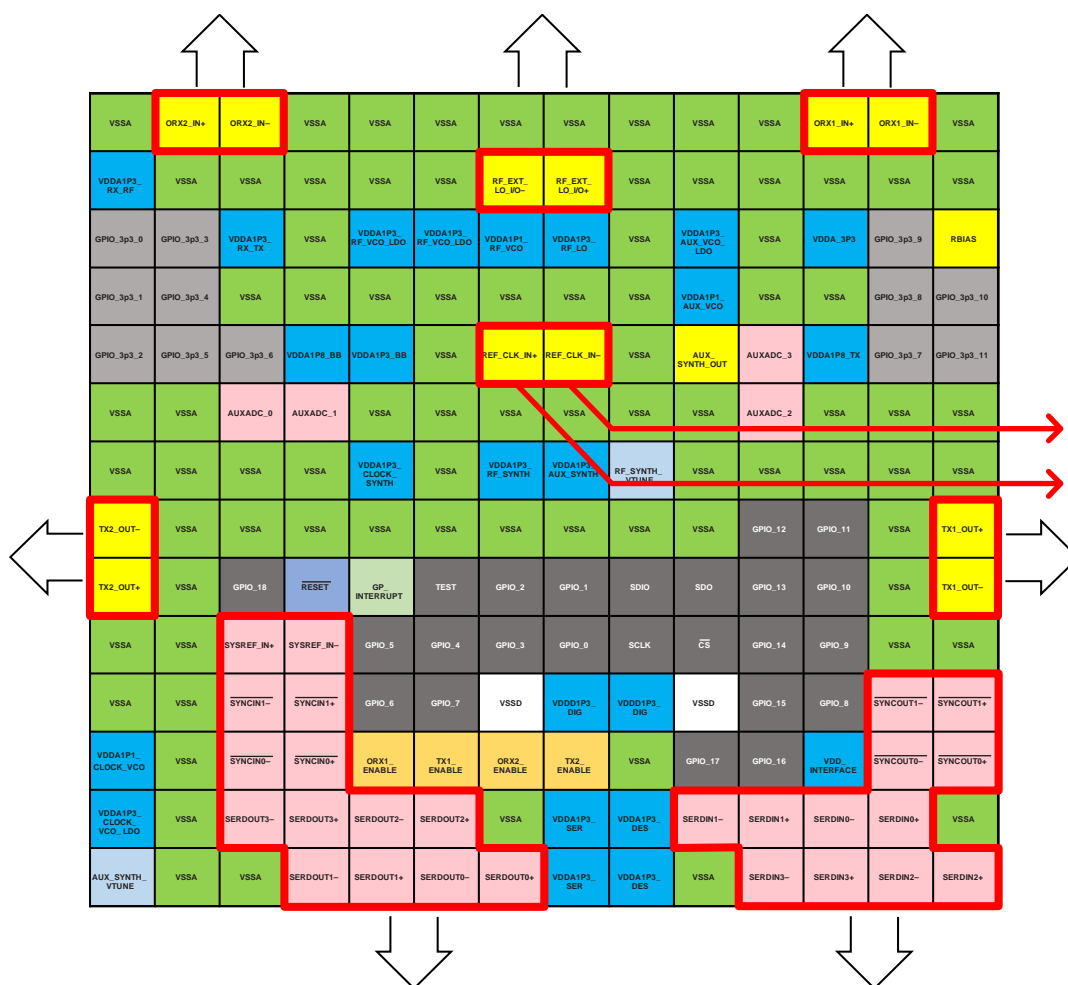 VSSA ORX2_IN+ ORX2_IN− VSSA VSSA VSSA VSSA VSSA VSSA VSSA VSSA ORX1_IN+ ORX1_IN− VSSA
VDDA1P3_ RX_RF VSSA VSSA VSSA VSSA VSSA RF_EXT_ LO_I/O− RF_EXT_ LO_I/O+ VSSA VSSA VSSA VSSA VSSA VSSA
GPIO_3p3_0 GPIO_3p3_3 VDDA1P3_ RX_TX VSSA VDDA1P3_ RF_VCO_LDO VDDA1P3_ RF_VCO_LDO VDDA1P1_ RF_VCO VDDA1P3_ RF_LO VSSA VDDA1P3_ AUX_VCO_ LDO VSSA VDDA_3P3 GPIO_3p3_9 RBIAS
GPIO_3p3_1 GPIO_3p3_4 VSSA VSSA VSSA VSSA VSSA VSSA VSSA VDDA1P1_ AUX_VCO VSSA VSSA GPIO_3p3_8 GPIO_3p3_10
GPIO_3p3_2 GPIO_3p3_5 GPIO_3p3_6 VDDA1P8_BB VDDA1P3_BB VSSA REF_CLK_IN+ REF_CLK_IN− VSSA AUX_ SYNTH_OUT AUXADC_3 VDDA1P8_TX GPIO_3p3_7 GPIO_3p3_11
VSSA VSSA AUXADC_0 AUXADC_1 VSSA VSSA VSSA VSSA VSSA VSSA AUXADC_2 VSSA VSSA VSSA
VSSA VSSA VSSA VSSA VDDA1P3_ CLOCK_ SYNTH VSSA VDDA1P3_ RF_SYNTH VDDA1P3_ AUX_SYNTH RF_SYNTH_ VTUNE VSSA VSSA VSSA VSSA VSSA
TX2_OUT− VSSA VSSA VSSA VSSA VSSA VSSA VSSA VSSA VSSA GPIO_12 GPIO_11 VSSA TX1_OUT+
TX2_OUT+ VSSA GPIO_18 RESET GP_ INTERRUPT TEST GPIO_2 GPIO_1 SDIO SDO GPIO_13 GPIO_10 VSSA TX1_OUT−
VSSA VSSA SYSREF_IN+ SYSREF_IN− GPIO_5 GPIO_4 GPIO_3 GPIO_0 SCLK CS GPIO_14 GPIO_9 VSSA VSSA
VSSA VSSA SYNCIN1− SYNCIN1+ GPIO_6 GPIO_7 VSSD VDDD1P3_ DIG VDDD1P3_ DIG VSSD GPIO_15 GPIO_8 SYNCOUT1− SYNCOUT1+
VDDA1P1_ CLOCK_VCO VSSA SYNCIN0− SYNCIN0+ ORX1_ ENABLE TX1_ ENABLE ORX2_ ENABLE TX2_ ENABLE VSSA GPIO_17 GPIO_16 VDD_ INTERFACE SYNCOUT0− SYNCOUT0+
VDDA1P3_ CLOCK_ VCO_LDO VSSA SERDOUT3− SERDOUT3+ SERDOUT2− SERDOUT2+ VSSA VDDA1P3_ SER VDDA1P3_ DES SERDIN1− SERDIN1+ SERDIN0− SERDIN0+ VSSA
AUX_SYNTH_ VTUNE VSSA VSSA SERDOUT1− SERDOUT1+ SERDOUT0− SERDOUT0+ VDDA1P3_ SER VDDA1P3_ DES VSSA SERDIN3− SERDIN3+ SERDIN2− SERDIN2+